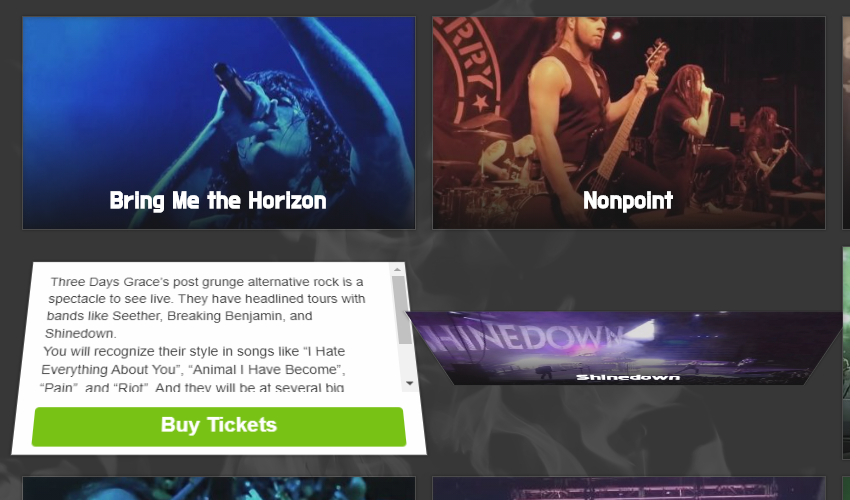 Bring Me the Horizon
Nonpoint
Three Days Grace's post grunge alternative rock is a
spectacle to see live. They have headlined tours with
bands like Seether, Breaking Benjamin, and
Shinedown.
You will recognize their style in songs like “I Hate
Everything About You”, “Animal I Have Become”,
“Pain”, and “Riot”. And they will be at several big
Buy Tickets
SHINEDOWN
Shinedown